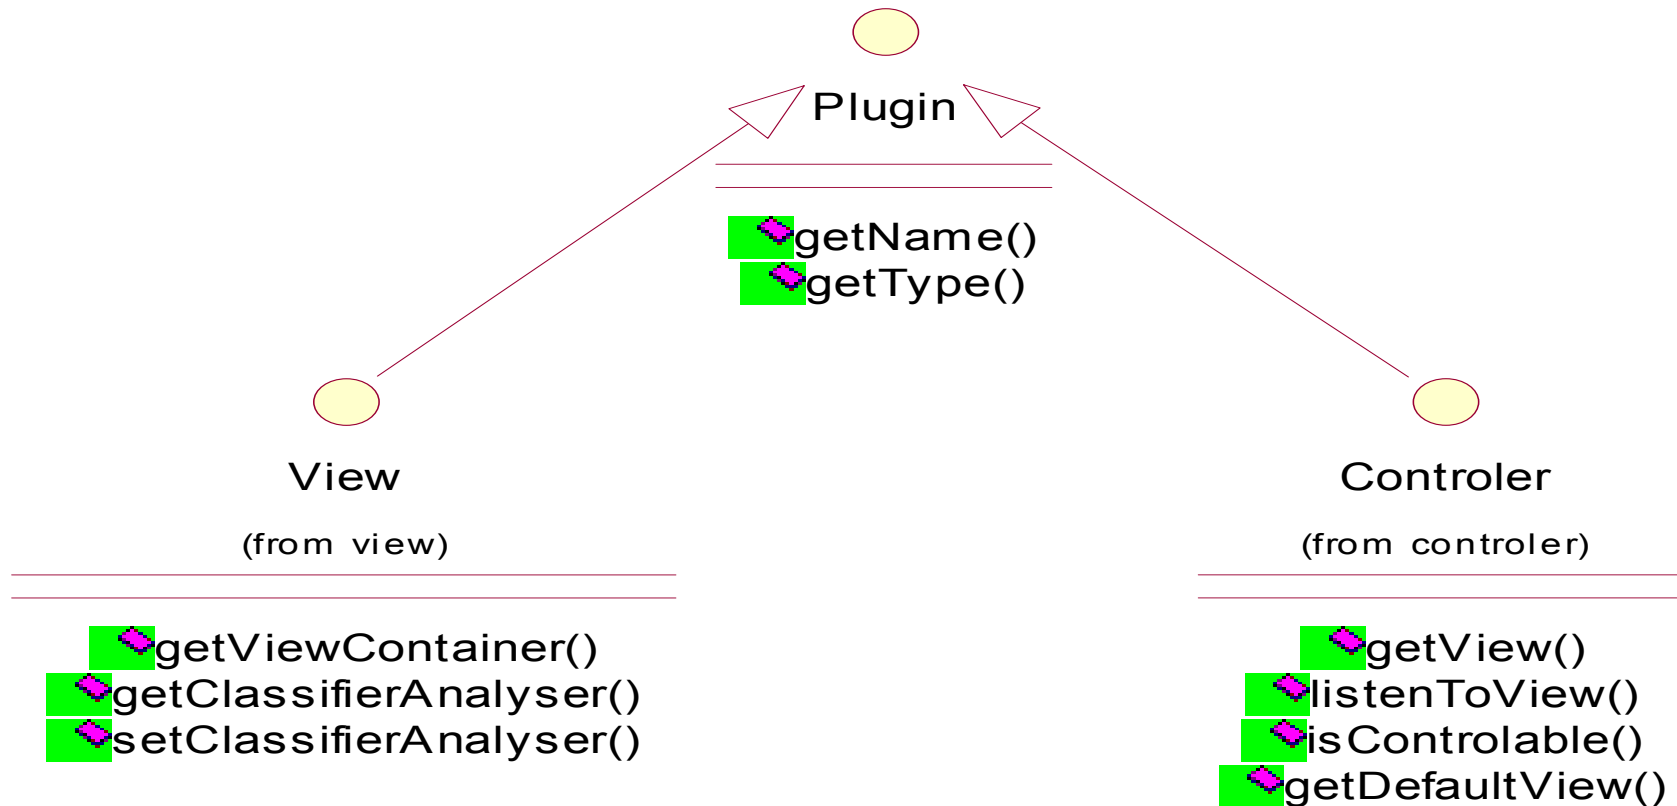 Plugin
getName()
getType()
View
(from view)
getViewContainer()
getClassifierAnalyser()
setClassifierAnalyser()
Controler
(from controler)
getView()
listenToView()
isControlable()
getDefaultView()